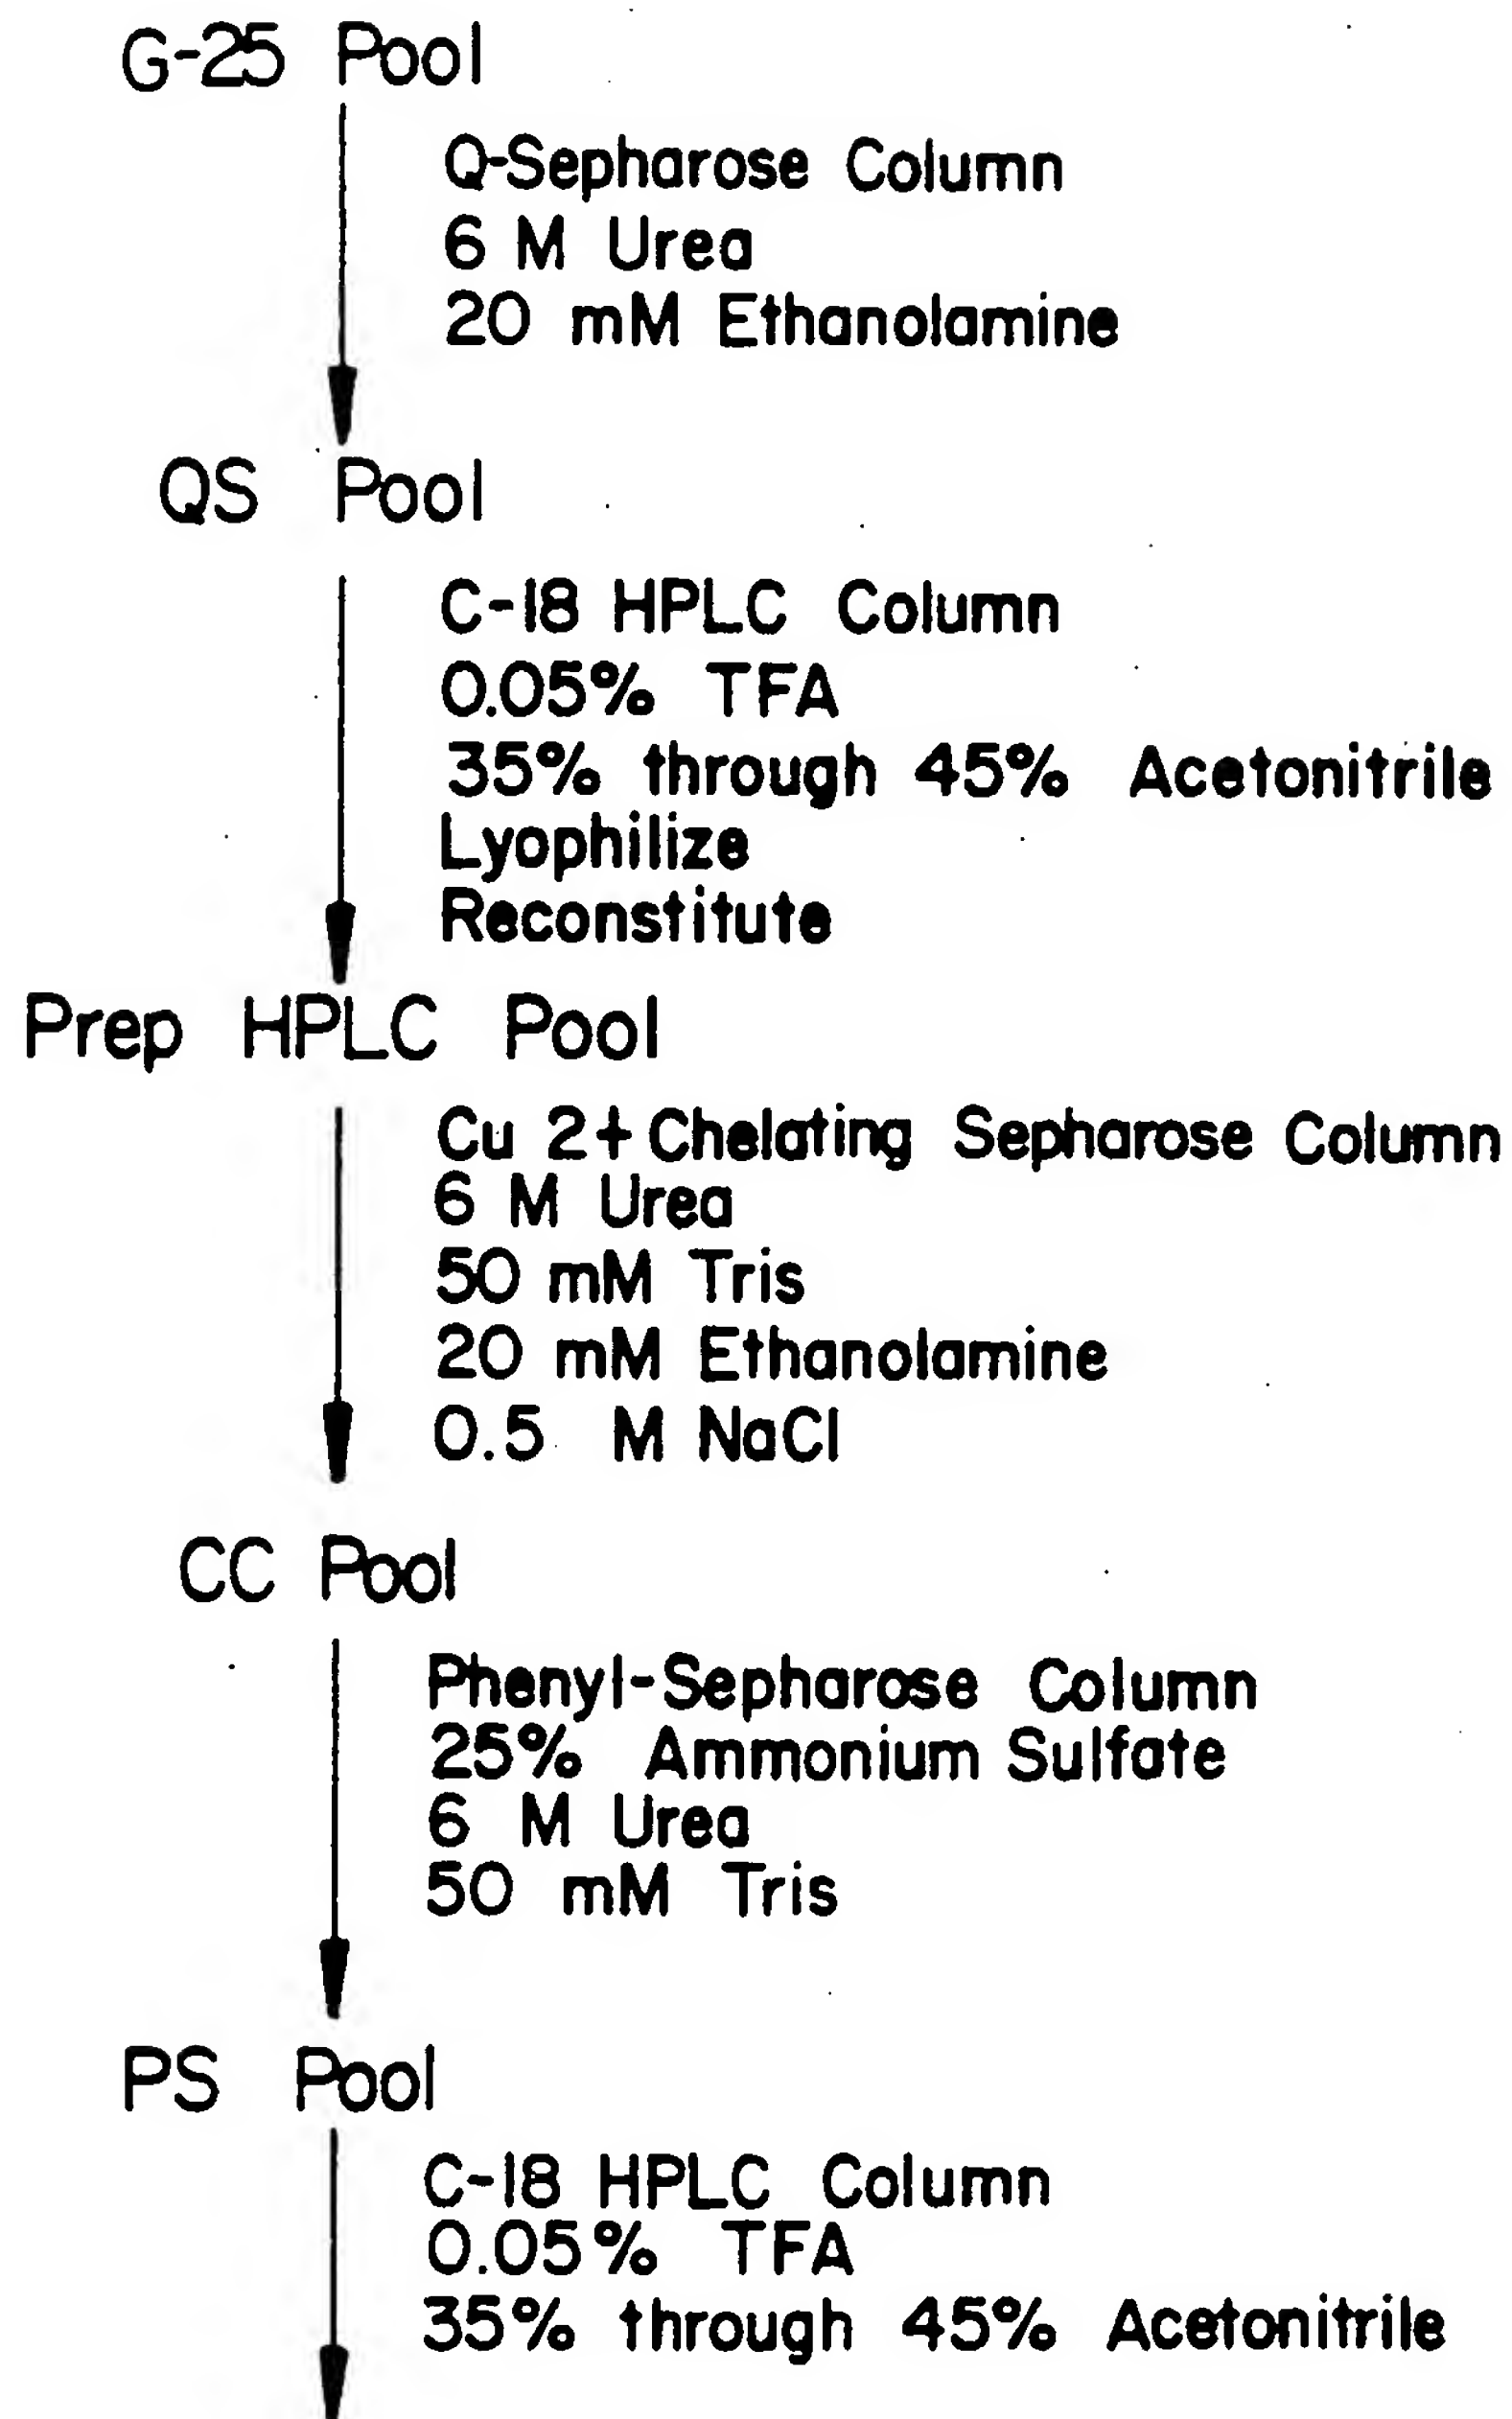 G-25 Pool
Q-Sepharose Column
6 M Urea
20 mM Ethanolamine
QS Pool
C-18 HPLC Column
0.05% TFA
35% through 45% Acetonitrile
Lyophilize
Reconstitute
Prep HPLC Pool
Cu 2+ Chelating Sepharose Column
6 M Urea
50 mM Tris
20 mM Ethanolamine
0.5 M NaCl
CC Pool
Phenyl-Sepharose Column
25% Ammonium Sulfate
6 M Urea
50 mM Tris
PS Pool
C-18 HPLC Column
0.05% TFA
35% through 45% Acetonitrile